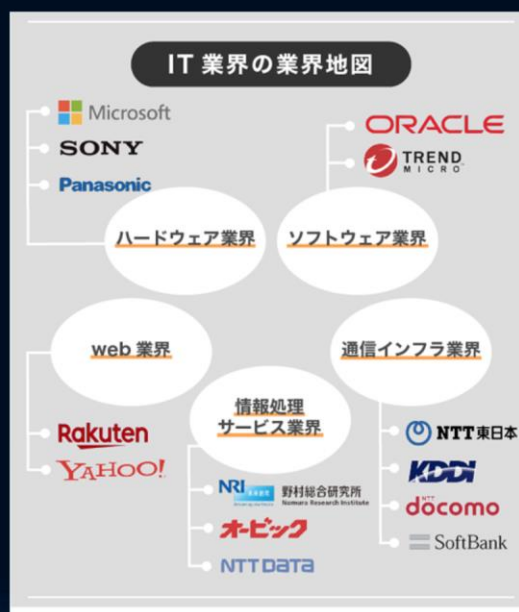 IT 業界の業界地図
Microsoft
SONY
Panasonic
ORACLE
TREND
MICRO
ハードウェア業界
ソフトウェア業界
web 業界
通信インフラ業界
情報処理
サービス業界
Rakuten
YAHOO!
NRI
野村総合研究所
Nomura Research Institute
オービック
NTT DATA
NTT東日本
KDDI
NTT
döcomo
SoftBank